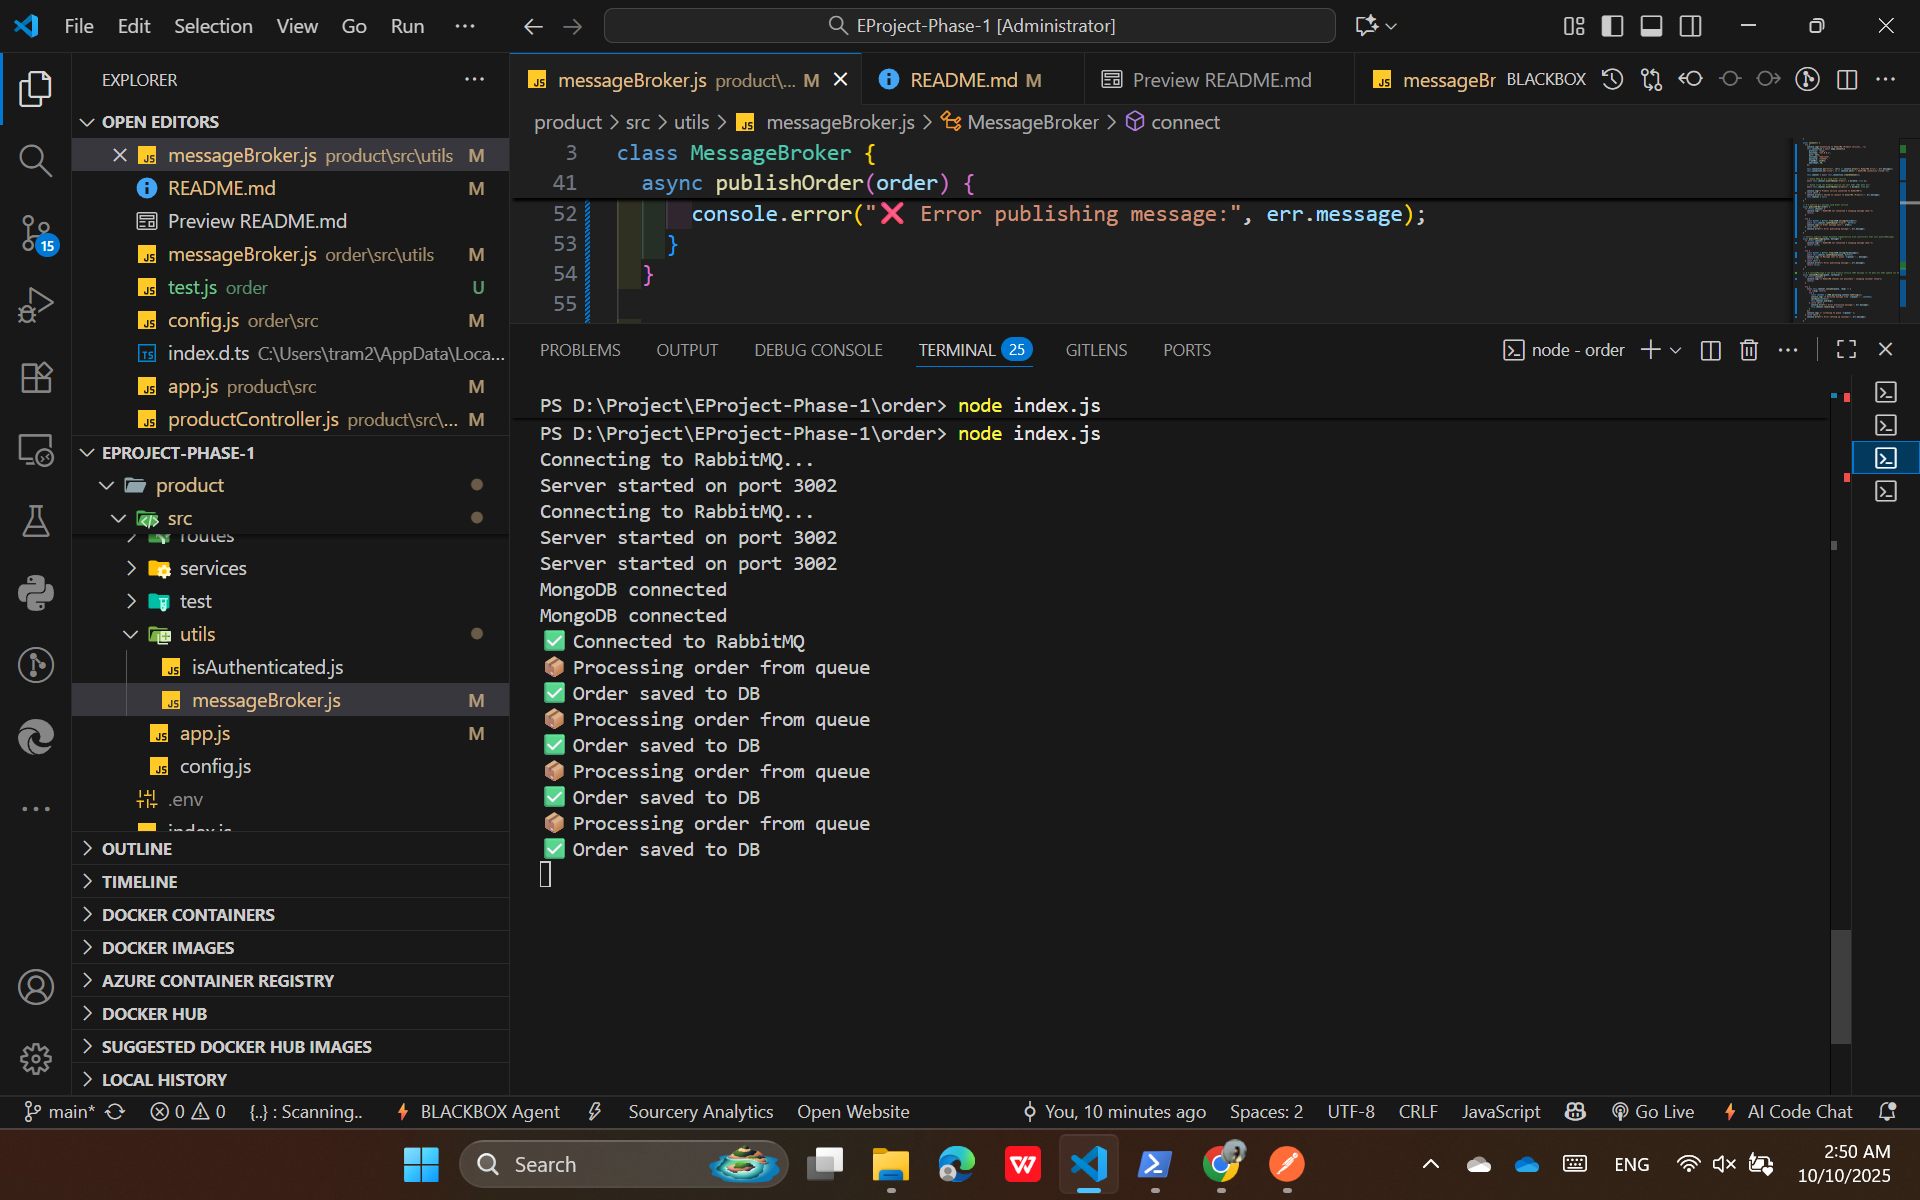 File Edit Selection View Go Run
EProject-Phase-1 [Administrator]
EXPLORER
OPEN EDITORS
messageBroker.js product\src\utils M
README.md M
Preview README.md
messageBroker.js order\src\utils M
test.js order U
config.js order\src M
index.d.ts C:\Users\tram2\AppData\Loca...
app.js product\src M
productController.js product\src\... M
EPROJECT-PHASE-1
product
src
routes
services
test
utils
isAuthenticated.js
messageBroker.js M
app.js M
config.js
.env
index.js
OUTLINE
TIMELINE
DOCKER CONTAINERS
DOCKER IMAGES
AZURE CONTAINER REGISTRY
DOCKER HUB
SUGGESTED DOCKER HUB IMAGES
LOCAL HISTORY
15
messageBroker.js product\... M README.md M Preview README.md messageBr BLACKBOX
product > src > utils > messageBroker.js > MessageBroker > connect
3 class MessageBroker {
41 async publishOrder(order) {
52 console.error("❌ Error publishing message:", err.message);
53 }
54 }
55
PROBLEMS OUTPUT DEBUG CONSOLE TERMINAL 25 GITLENS PORTS node - order
PS D:\Project\EProject-Phase-1\order> node index.js
PS D:\Project\EProject-Phase-1\order> node index.js
Connecting to RabbitMQ...
Server started on port 3002
Connecting to RabbitMQ...
Server started on port 3002
Server started on port 3002
MongoDB connected
MongoDB connected
✅ Connected to RabbitMQ
📦 Processing order from queue
✅ Order saved to DB
📦 Processing order from queue
✅ Order saved to DB
📦 Processing order from queue
✅ Order saved to DB
📦 Processing order from queue
✅ Order saved to DB
main* 0 0 {..} : Scanning.. BLACKBOX Agent Sourcery Analytics Open Website You, 10 minutes ago Spaces: 2 UTF-8 CRLF JavaScript Go Live AI Code Chat
Search
ENG
2:50 AM
10/10/2025